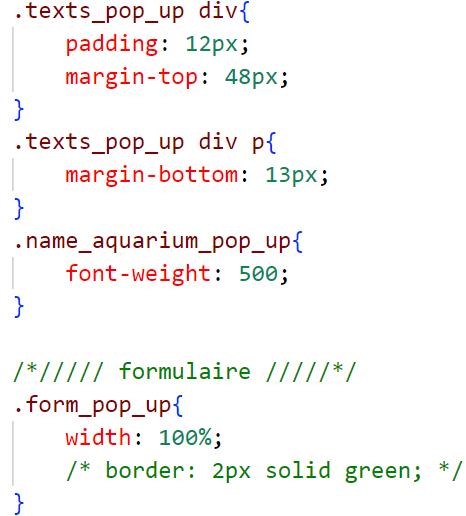 .texts_pop_up div{
    padding: 12px;
    margin-top: 48px;
}
.texts_pop_up div p{
    margin-bottom: 13px;
}
.name_aquarium_pop_up{
    font-weight: 500;
}

/*///// formulaire /////*/
.form_pop_up{
    width: 100%;
    /* border: 2px solid green; */
}